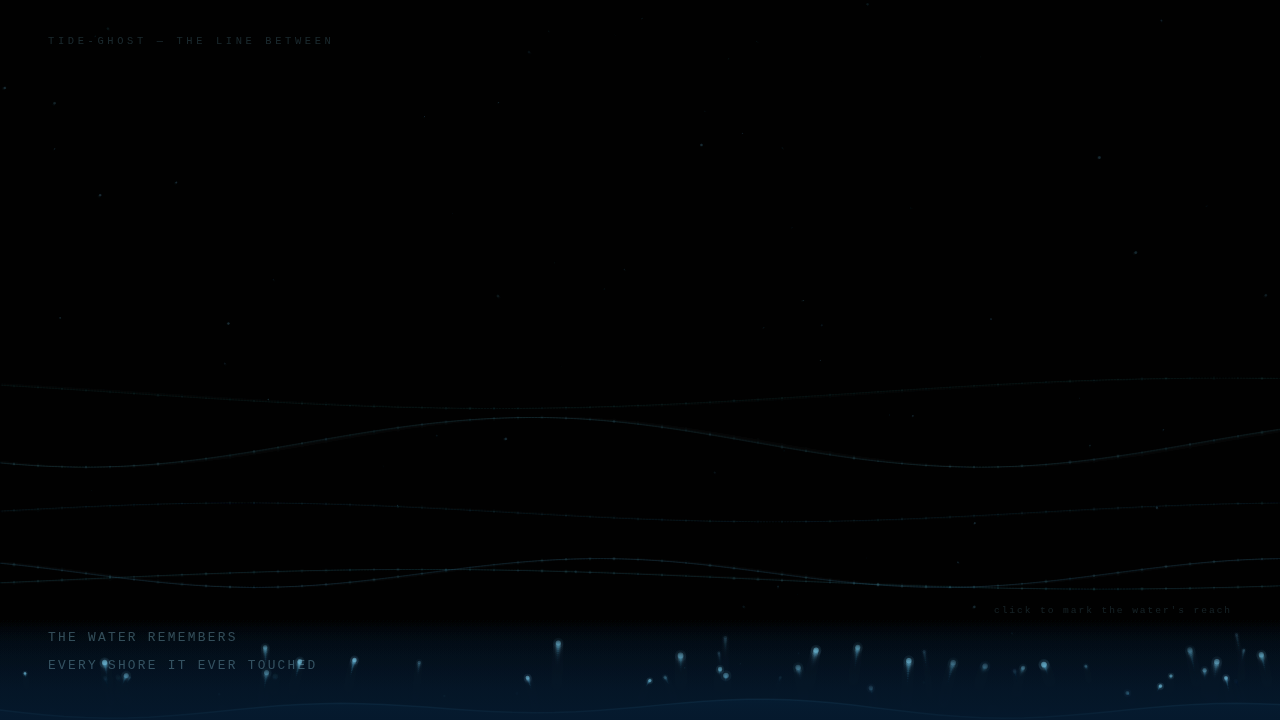 TIDE-GHOST — THE LINE BETWEEN
click to mark the water's reach
THE WATER REMEMBERS
EVERY SHORE IT EVER TOUCHED